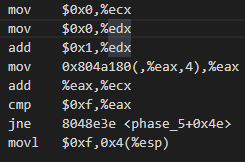 mov $0x0,%ecx
mov $0x0,%edx
add $0x1,%edx
mov 0x804a180(,%eax,4),%eax
add %eax,%ecx
cmp $0xf,%eax
jne 8048e3e <phase_5+0x4e>
movl $0xf,0x4(%esp)